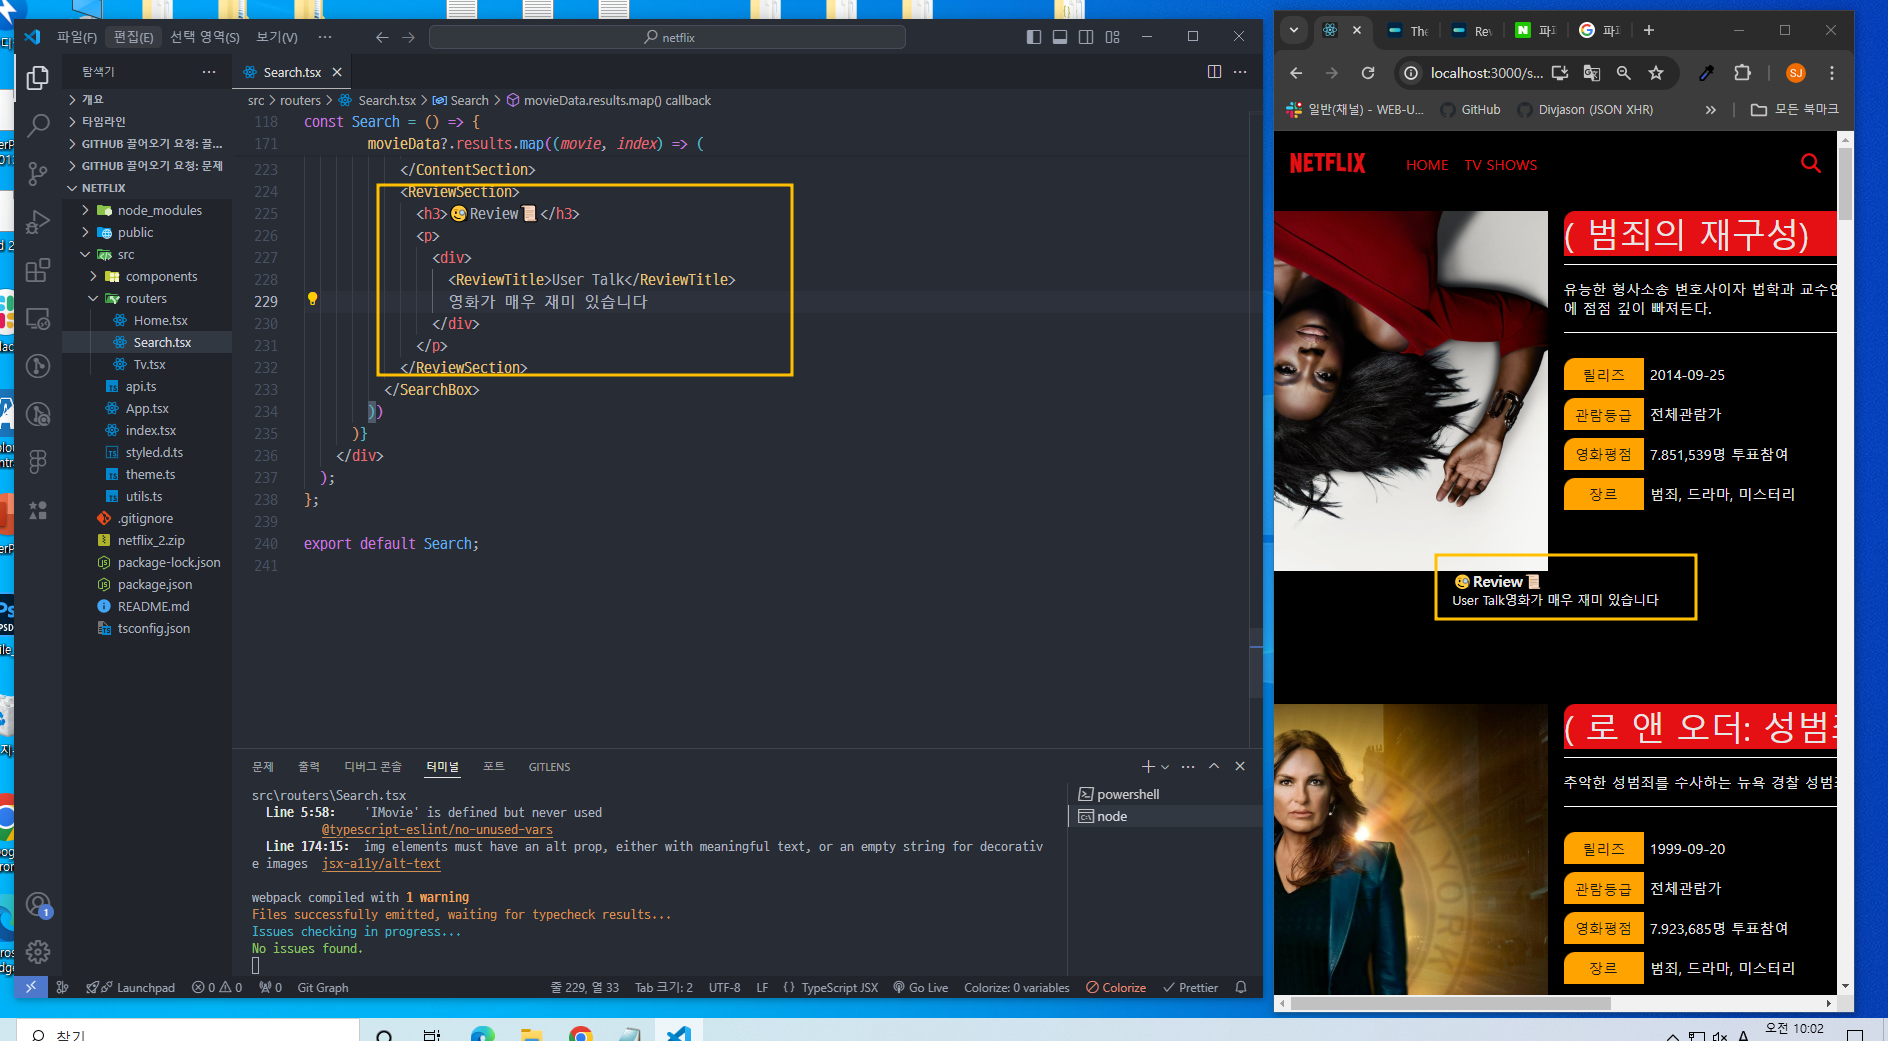 파일(F) 편집(E) 선택 영역(S) 보기(V) ··· netflix
탐색기 ···
개요
타임라인
GITHUB 끌어오기 요청: 끌...
GITHUB 끌어오기 요청: 문제
NETFLIX
node_modules
public
src
components
routers
Home.tsx
Search.tsx
Tv.tsx
api.ts
App.tsx
index.tsx
styled.d.ts
theme.ts
utils.ts
.gitignore
netflix_2.zip
package-lock.json
package.json
README.md
tsconfig.json
Search.tsx
src > routers > Search.tsx > Search > movieData.results.map() callback
118 const Search = () => {
171 movieData?.results.map((movie, index) => (
223 </ContentSection>
224 <ReviewSection>
225 <h3>🧐Review📜</h3>
226 <p>
227 <div>
228 <ReviewTitle>User Talk</ReviewTitle>
229 영화가 매우 재미 있습니다
230 </div>
231 </p>
232 </ReviewSection>
233 </SearchBox>
234 ))
235 )}
236 </div>
237 );
238 };
239
240 export default Search;
241
문제 출력 디버그 콘솔 터미널 포트 GITLENS
src\routers\Search.tsx
Line 5:58: 'IMovie' is defined but never used
@typescript-eslint/no-unused-vars
Line 174:15: img elements must have an alt prop, either with meaningful text, or an empty string for decorativ
e images jsx-a11y/alt-text
webpack compiled with 1 warning
Files successfully emitted, waiting for typecheck results...
Issues checking in progress...
No issues found.
powershell
node
1
Launchpad 0 0 0 Git Graph 줄 229, 열 33 Tab 크기: 2 UTF-8 LF {} TypeScript JSX Go Live Colorize: 0 variables Colorize Prettier
The Rev 파 파
localhost:3000/s... SJ
일반(채널) - WEB-U... GitHub Divjason (JSON XHR) » 모든 북마크
NETFLIX HOME TV SHOWS
( 범죄의 재구성)
유능한 형사소송 변호사이자 법학과 교수인
에 점점 깊이 빠져든다.
릴리즈 2014-09-25
관람등급 전체관람가
영화평점 7.851,539명 투표참여
장르 범죄, 드라마, 미스터리
🧐Review📜
User Talk영화가 매우 재미 있습니다
( 로 앤 오더: 성범죄
추악한 성범죄를 수사하는 뉴욕 경찰 성범죄
릴리즈 1999-09-20
관람등급 전체관람가
영화평점 7.923,685명 투표참여
장르 범죄, 드라마, 미스터리
찾기
A 오전 10:02